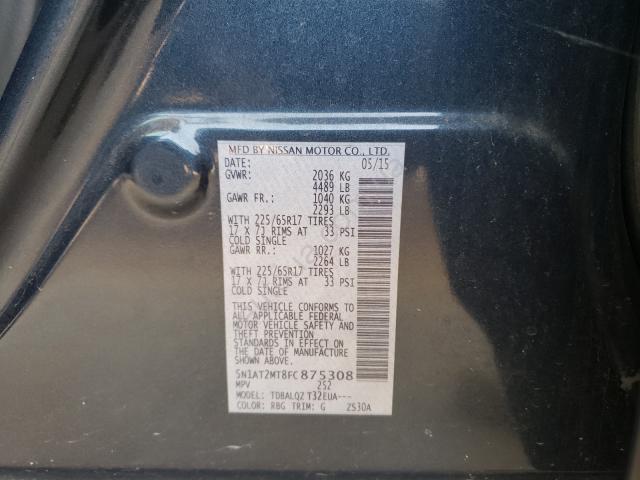 MFD BY NISSAN MOTOR CO., LTD.
DATE: 05/15
GVWR: 2036 KG
4489 LB
GAWR FR.: 1040 KG
2293 LB
WITH 225/65R17 TIRES
17 X 7J RIMS AT 33 PSI
COLD SINGLE
GAWR RR.: 1027 KG
2264 LB
WITH 225/65R17 TIRES
17 X 7J RIMS AT 33 PSI
COLD SINGLE
THIS VEHICLE CONFORMS TO
ALL APPLICABLE FEDERAL
MOTOR VEHICLE SAFETY AND
THEFT PREVENTION
STANDARDS IN EFFECT ON
THE DATE OF MANUFACTURE
SHOWN ABOVE.
5N1AT2MT8FC875308
MPV 2S2
MODEL: TDBALQZ T32EUA---
COLOR: RBG TRIM: G 2S30A